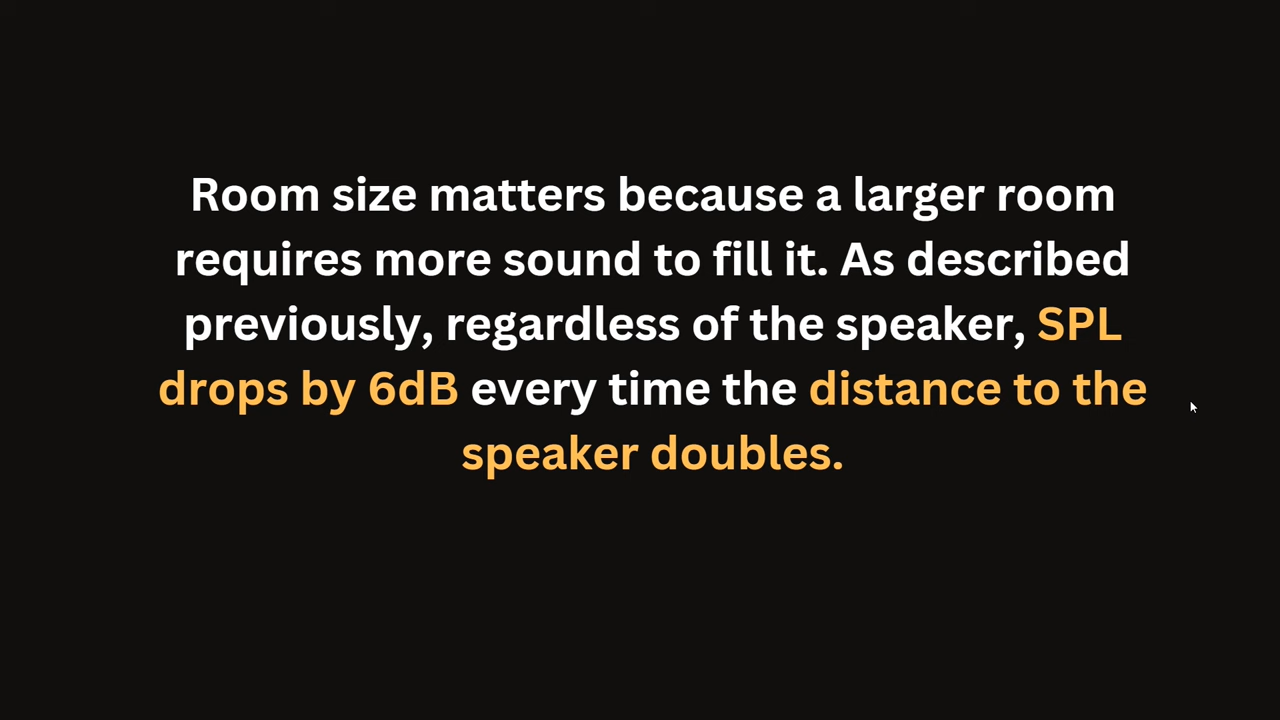 Room size matters because a larger room
requires more sound to fill it. As described
previously, regardless of the speaker, SPL
drops by 6dB every time the distance to the
speaker doubles.